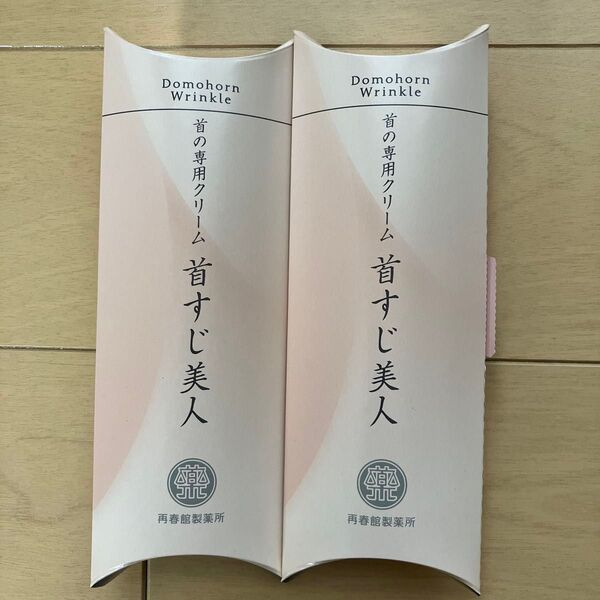 Domohorn
Wrinkle
首の専用クリーム
首すじ美人
薬
再春館製薬所
Domohorn
Wrinkle
首の専用クリーム
首すじ美人
薬
再春館製薬所